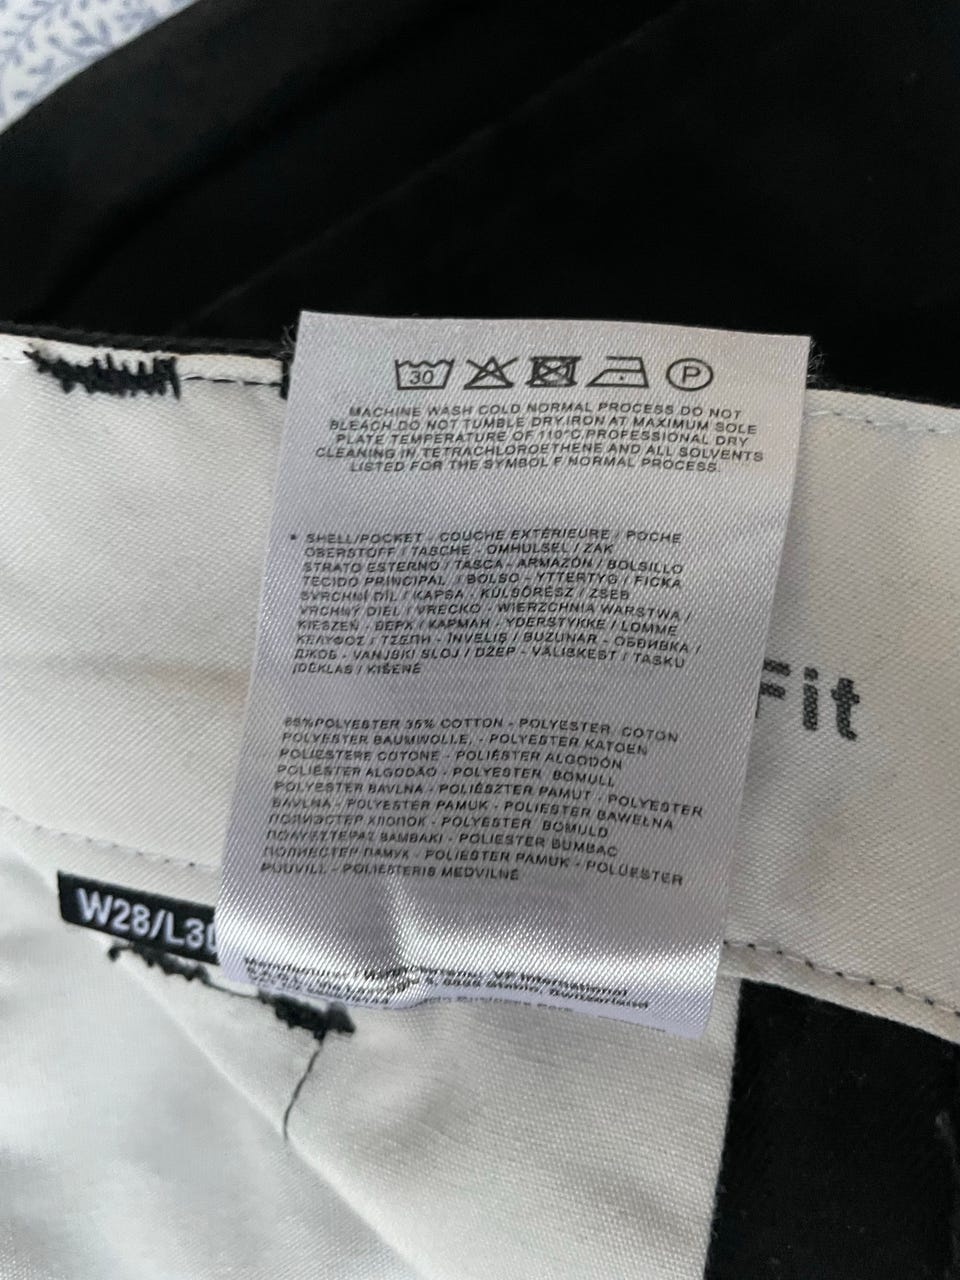 30 P
MACHINE WASH COLD NORMAL PROCESS.DO NOT
BLEACH.DO NOT TUMBLE DRY.IRON AT MAXIMUM SOLE
PLATE TEMPERATURE OF 110°C.PROFESSIONAL DRY
CLEANING IN TETRACHLOROETHENE AND ALL SOLVENTS
LISTED FOR THE SYMBOL F NORMAL PROCESS.
* SHELL/POCKET - COUCHE EXTÉRIEURE / POCHE
OBERSTOFF / TASCHE - OMHULSEL / ZAK
STRATO ESTERNO / TASCA - ARMAZÓN / BOLSILLO
TECIDO PRINCIPAL / BOLSO - YTTERTYG / FICKA
SVRCHNÍ DÍL / KAPSA - KÜLSŐRÉSZ / ZSEB
VRCHNÝ DIEL / VRECKO - WIERZCHNIA WARSTWA /
KIESZEŃ - ВЕРХ / КАРМАН - YDERSTYKKE / LOMME
ΚΕΛΥΦΟΣ / ΤΣΕΠΗ - ÎNVELIŞ / BUZUNAR - ОБВИВКА /
ДЖОБ - VANJSKI SLOJ / DŽEP - VÄLISKEST / TASKU
ĮDĖKLAS / KIŠENĖ
65%POLYESTER 35% COTTON - POLYESTER COTON
POLYESTER BAUMWOLLE, - POLYESTER KATOEN
POLIESTERE COTONE - POLIÉSTER ALGODÓN
POLIÉSTER ALGODÃO - POLYESTER BOMULL
POLYESTER BAVLNA - POLIÉSZTER PAMUT - POLYESTER
BAVLNA - POLYESTER PAMUK - POLIESTER BAWEŁNA
ПОЛИЭСТЕР ХЛОПОК - POLYESTER BOMULD
ΠΟΛΥΕΣΤΕΡΑΣ ΒΑΜΒΑΚΙ - POLIESTER BUMBAC
ПОЛИЕСТЕР ПАМУК - POLIESTER PAMUK - POLÜESTER
PUUVILL - POLIESTERIS MEDVILNĖ
Fit
W28/L30
VF International
Stabio, Switzerland